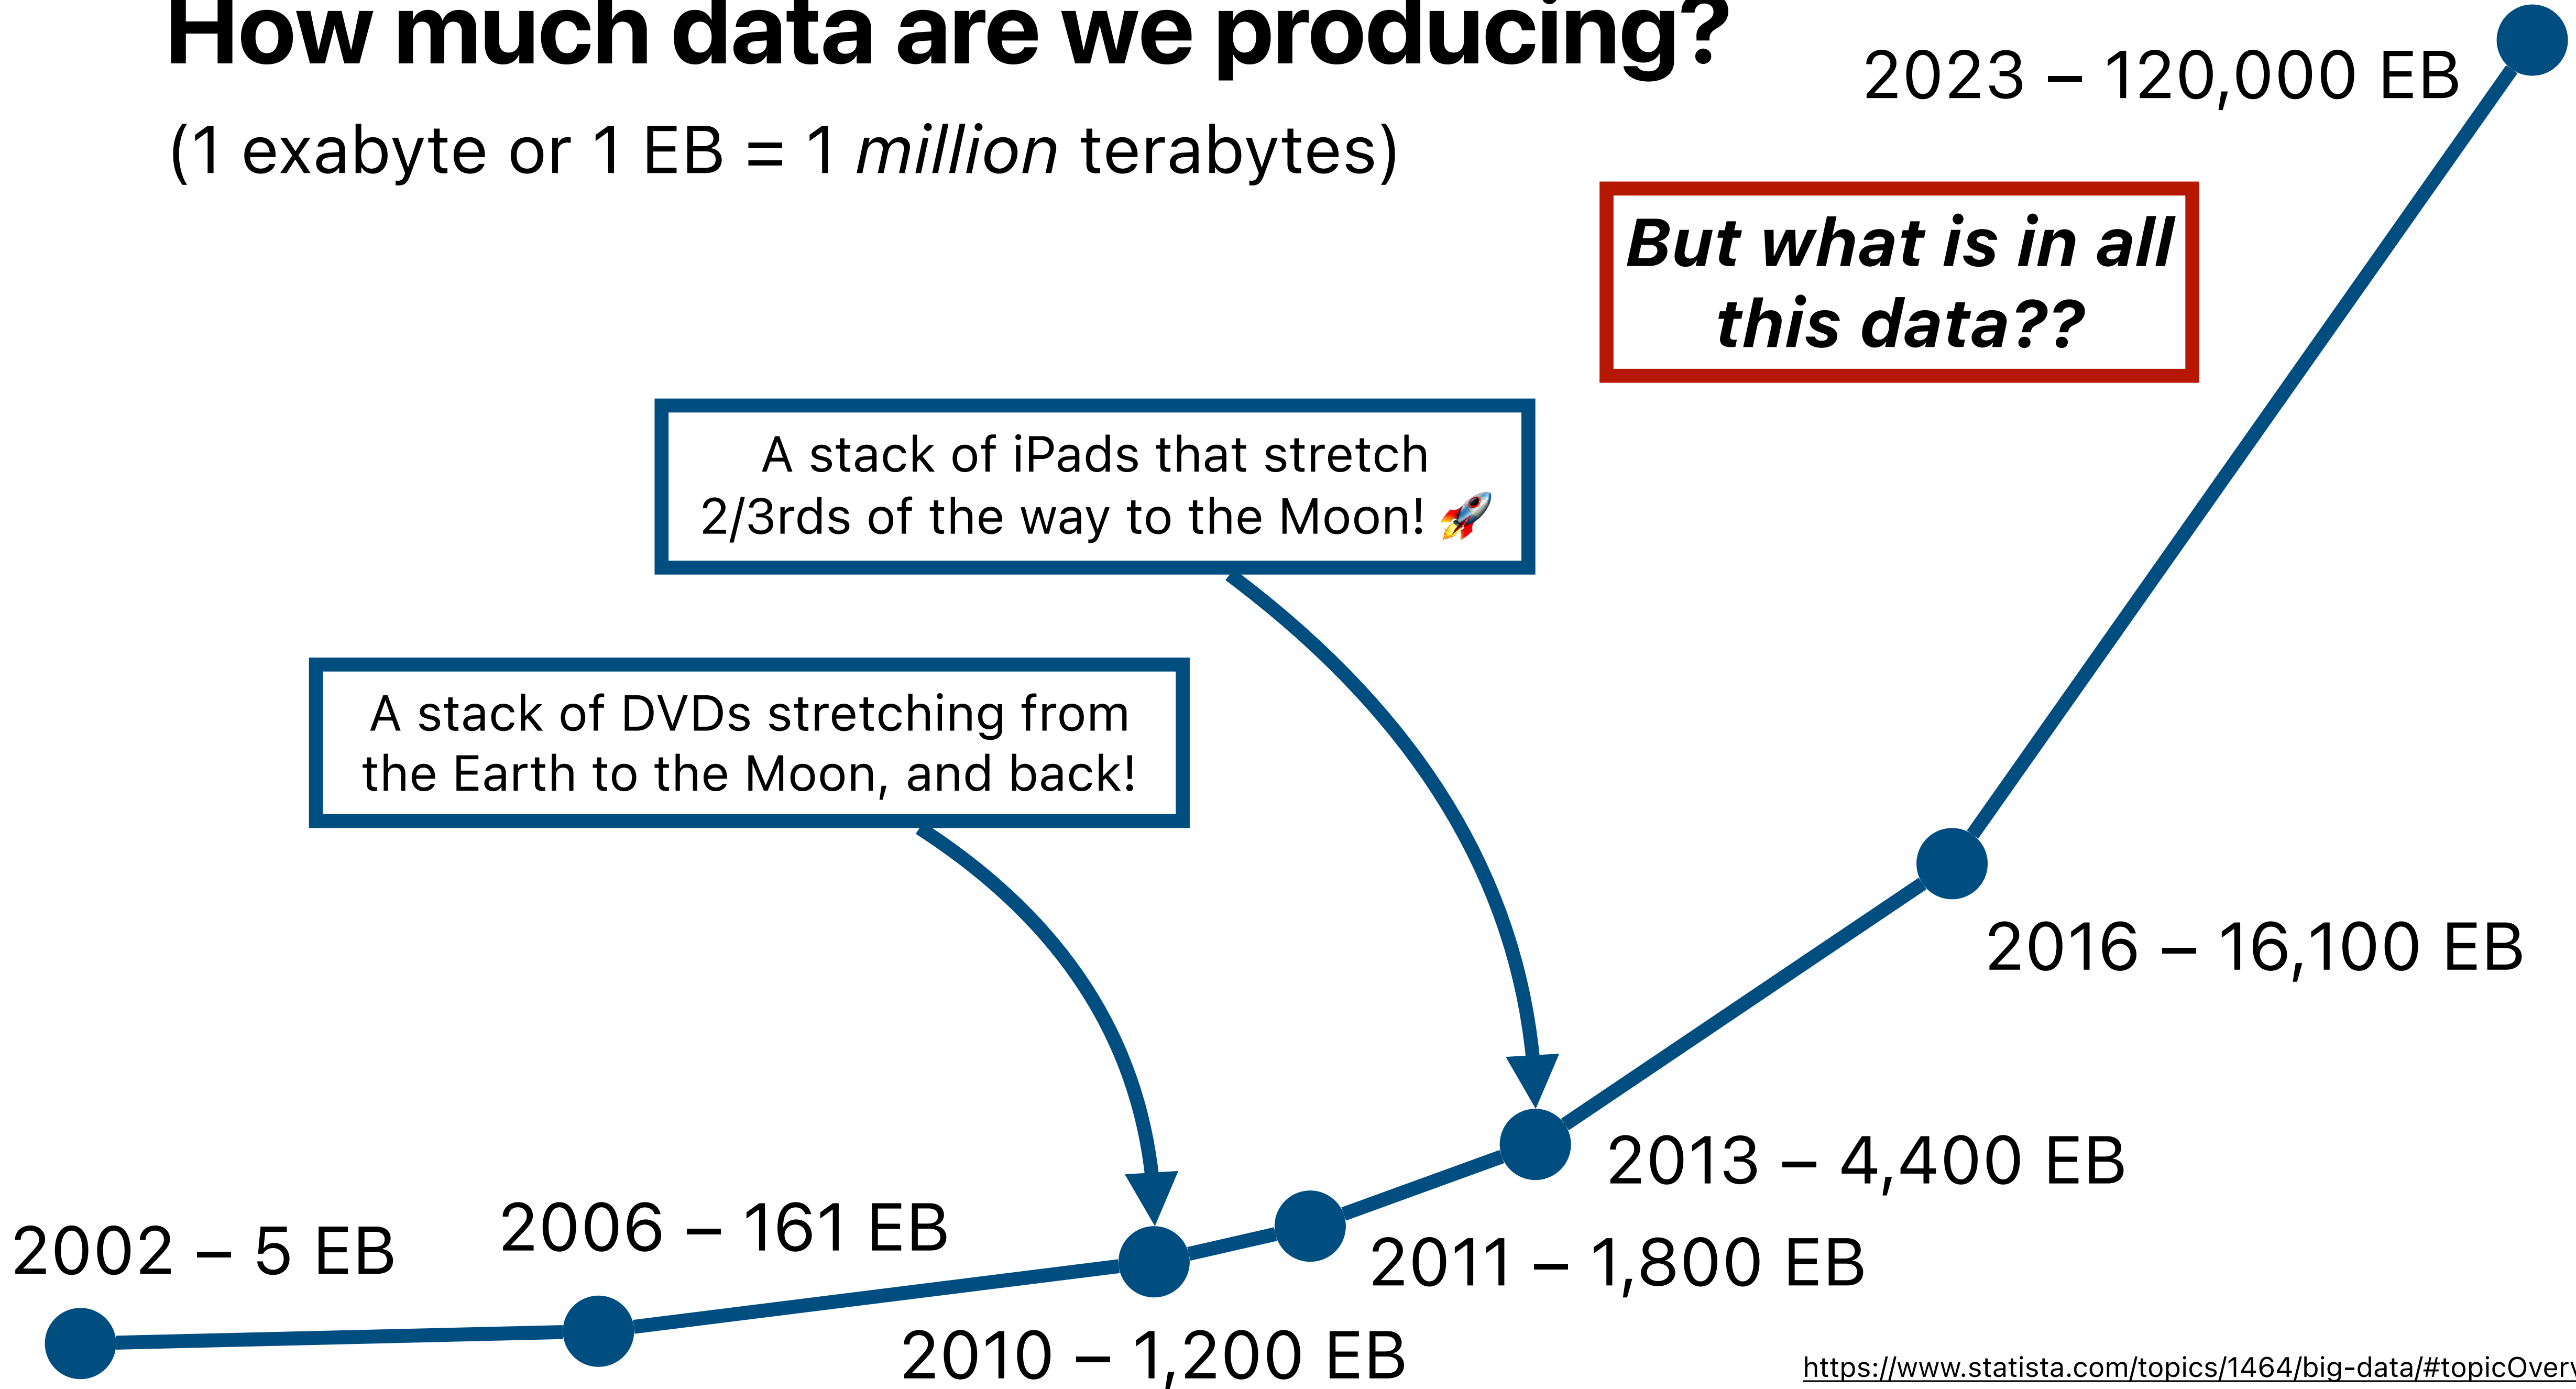 How much data are we producing?
(1 exabyte or 1 EB = 1 million terabytes)
2023 – 120,000 EB
But what is in all
this data??
A stack of iPads that stretch
2/3rds of the way to the Moon! 🚀
A stack of DVDs stretching from
the Earth to the Moon, and back!
2016 – 16,100 EB
2013 – 4,400 EB
2011 – 1,800 EB
2010 – 1,200 EB
2006 – 161 EB
2002 – 5 EB
https://www.statista.com/topics/1464/big-data/#topicOver